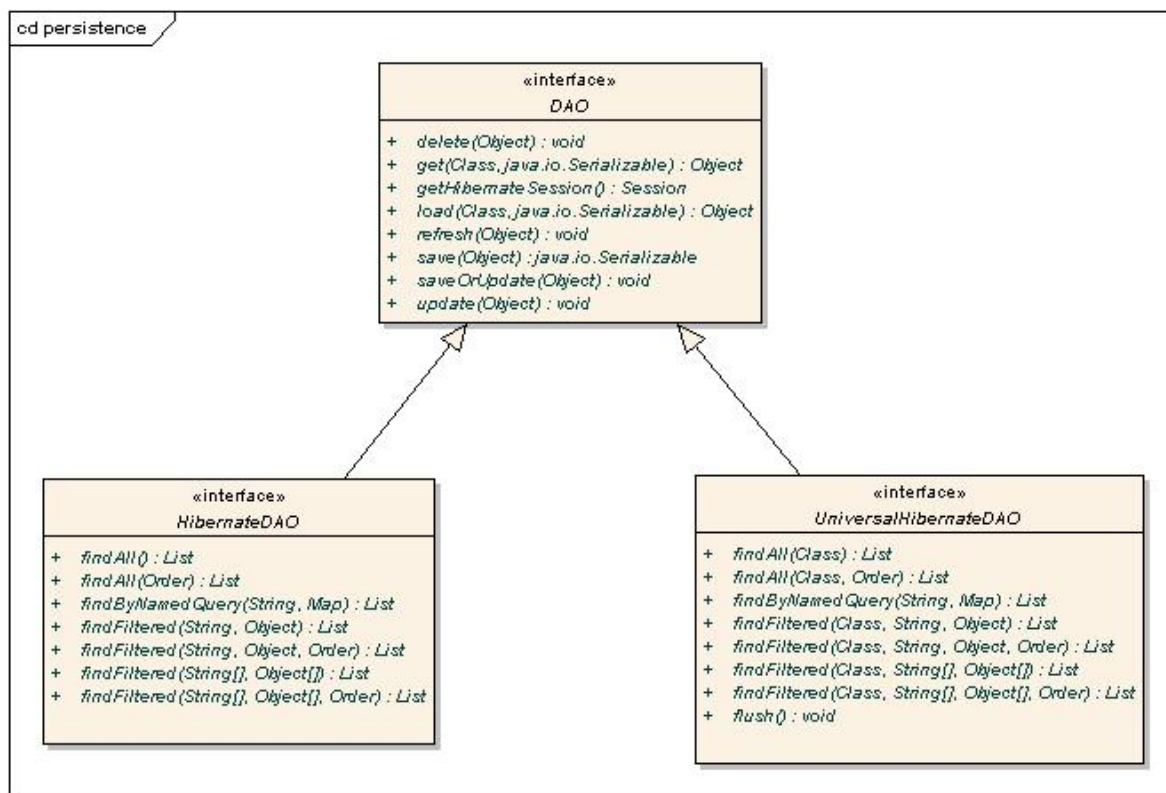 cd persistence
«interface»
DAO
+ delete(Object) : void
+ get(Class,java.io.Serializable) : Object
+ getHibernateSession() : Session
+ load(Class,java.io.Serializable) : Object
+ refresh(Object) : void
+ save(Object) :java.io.Serializable
+ saveOrUpdate(Object) : void
+ update(Object) : void
«interface»
HibernateDAO
+ findAll() : List
+ findAll(Order) : List
+ findByNamedQuery(String, Map) : List
+ findFiltered(String, Object) : List
+ findFiltered(String, Object, Order) : List
+ findFiltered(String[], Object[]) : List
+ findFiltered(String[], Object[], Order) : List
«interface»
UniversalHibernateDAO
+ findAll(Class) : List
+ findAll(Class, Order) : List
+ findByNamedQuery(String, Map) : List
+ findFiltered(Class, String, Object) : List
+ findFiltered(Class, String, Object, Order) : List
+ findFiltered(Class, String[], Object[]) : List
+ findFiltered(Class, String[], Object[], Order) : List
+ flush() : void